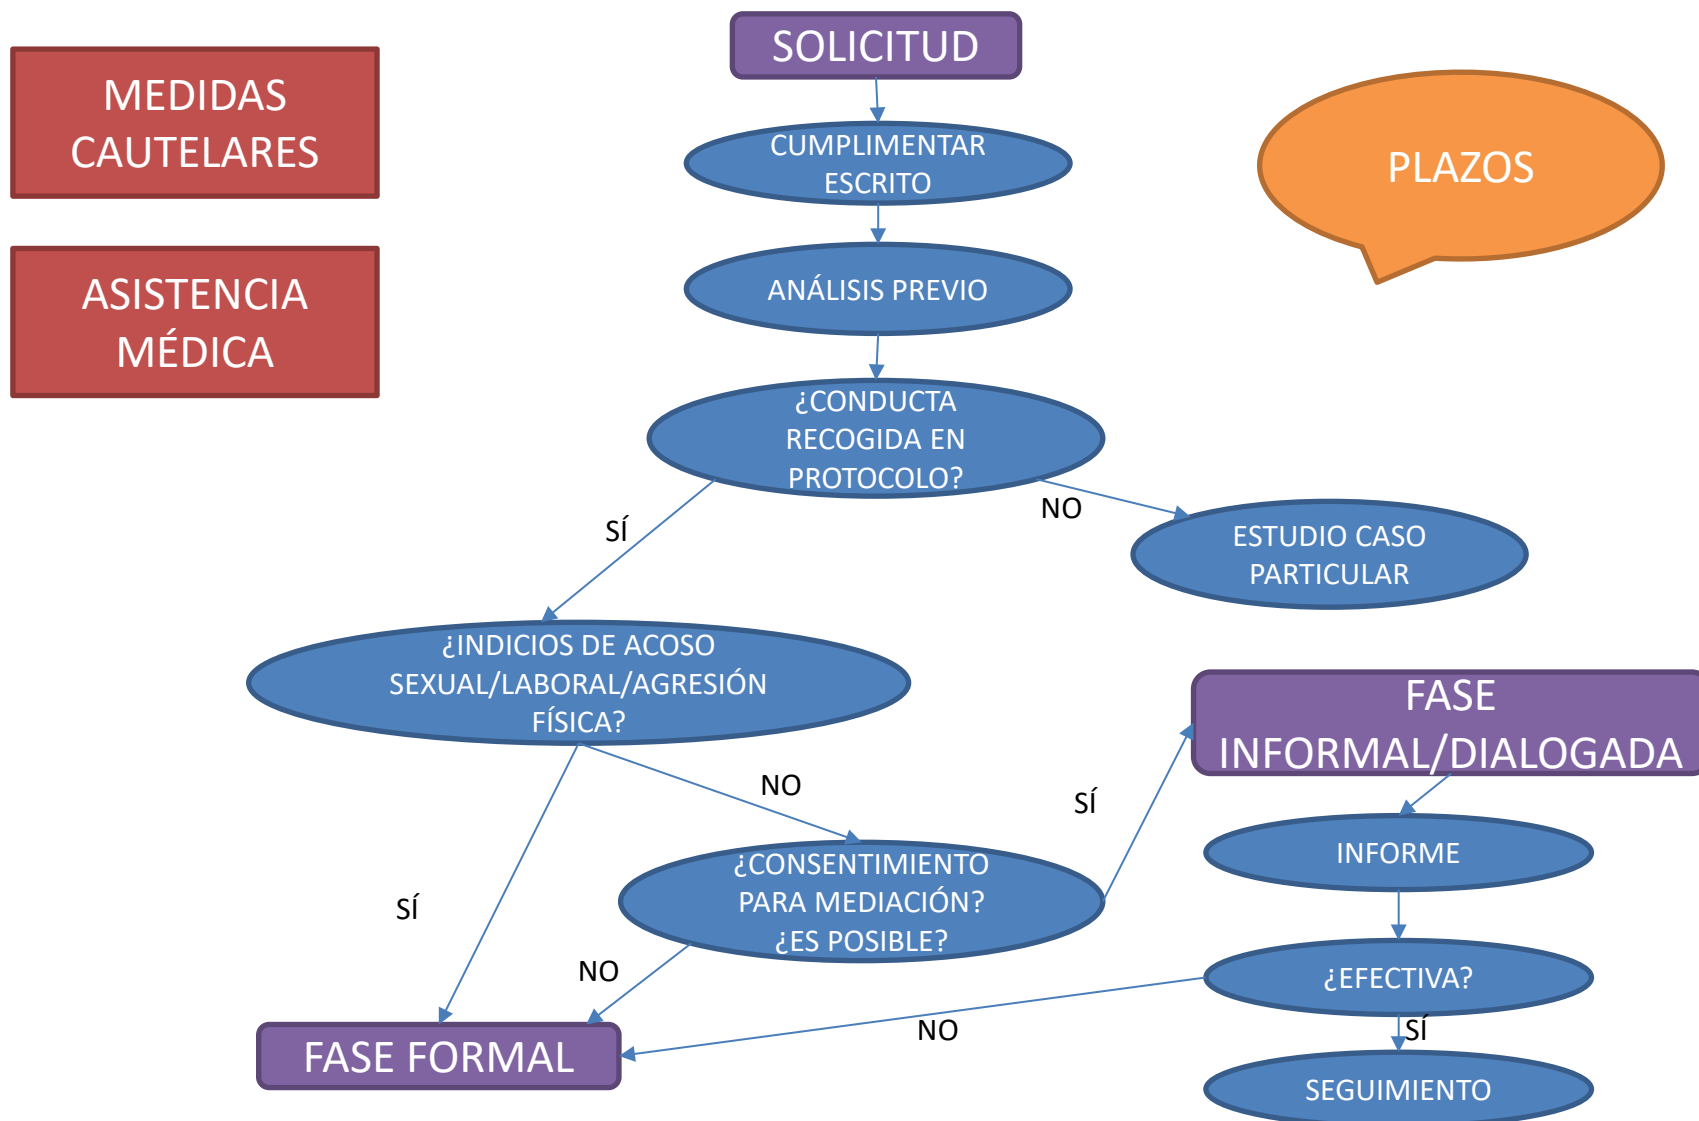 SOLICITUD
MEDIDAS
CAUTELARES
PLAZOS
CUMPLIMENTAR
ESCRITO
ASISTENCIA
MÉDICA
ANÁLISIS PREVIO
¿CONDUCTA
RECOGIDA EN
PROTOCOLO?
SÍ
NO
ESTUDIO CASO
PARTICULAR
¿INDICIOS DE ACOSO
SEXUAL/LABORAL/AGRESIÓN
FÍSICA?
FASE
INFORMAL/DIALOGADA
NO
SÍ
¿CONSENTIMIENTO
PARA MEDIACIÓN?
¿ES POSIBLE?
INFORME
SÍ
NO
¿EFECTIVA?
NO
SÍ
FASE FORMAL
SEGUIMIENTO